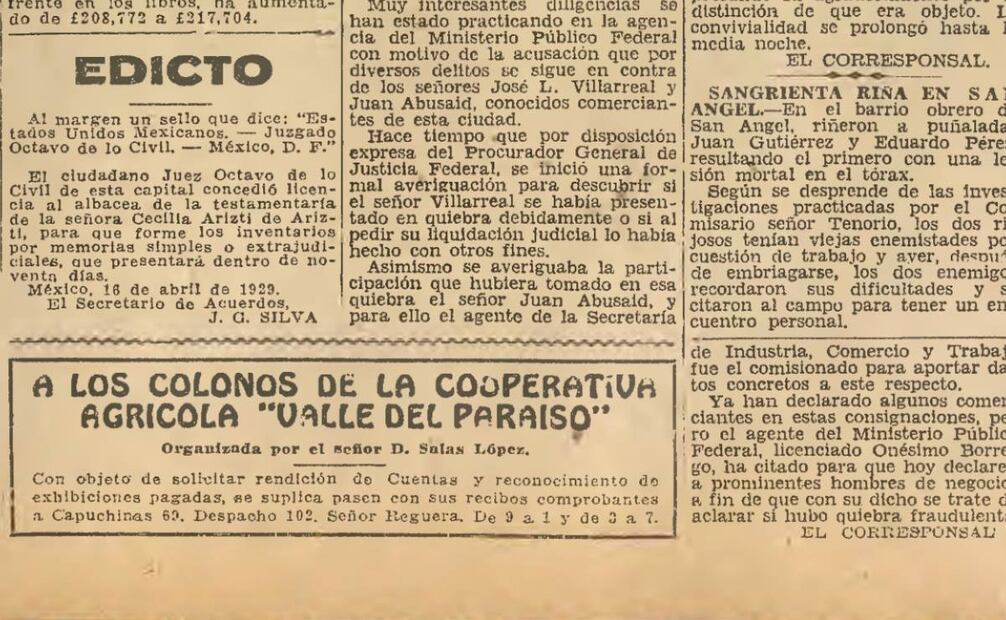 frente en los libros, ha aumenta-
do de £208,772 a £217,704.
EDICTO
Al margen un sello que dice: "Es-
tados Unidos Mexicanos. — Juzgado
Octavo de lo Civil. — México, D. F."
El ciudadano Juez Octavo de lo
Civil de esta capital concedió licen-
cia al albacea de la testamentaría
de la señora Cecilia Arizti de Ariz-
ti, para que forme los inventarios
por memorias simples o extrajudi-
ciales, que presentará dentro de no-
venta días.
México, 16 de abril de 1929.
El Secretario de Acuerdos,
J. G. SILVA
Muy interesantes diligencias se
han estado practicando en la agen-
cia del Ministerio Público Federal
con motivo de la acusación que por
diversos delitos se sigue en contra
de los señores José L. Villarreal y
Juan Abusaid, conocidos comercian-
tes de esta ciudad.
Hace tiempo que por disposición
expresa del Procurador General de
Justicia Federal, se inició una for-
mal averiguación para descubrir si
el señor Villarreal se había presen-
tado en quiebra debidamente o si al
pedir su liquidación judicial lo había
hecho con otros fines.
Asimismo se averiguaba la parti-
cipación que hubiera tomado en esa
quiebra el señor Juan Abusaid, y
para ello el agente de la Secretaría
distinción de que era objeto.
convivialidad se prolongó hasta
media noche.
EL CORRESPONSAL.
SANGRIENTA RIÑA EN SA
ANGEL.—En el barrio obrero d
San Angel, riñeron a puñalada
Juan Gutiérrez y Eduardo Pére
resultando el primero con una le
sión mortal en el tórax.
Según se desprende de las inves
tigaciones practicadas por el Co
misario señor Tenorio, los dos ri
josos tenían viejas enemistades po
cuestión de trabajo y ayer, despué
de embriagarse, los dos enemigo
recordaron sus dificultades y s
citaron al campo para tener un en
cuentro personal.
de Industria, Comercio y Trabaj
fue el comisionado para aportar da
tos concretos a este respecto.
Ya han declarado algunos comer
ciantes en estas consignaciones, pe
ro el agente del Ministerio Públic
Federal, licenciado Onésimo Borre
go, ha citado para que hoy declare
a prominentes hombres de negocio
a fin de que con su dicho se trate d
aclarar si hubo quiebra fraudulenta
EL CORRESPONSAL
A LOS COLONOS DE LA COOPERATIVA
AGRICOLA "VALLE DEL PARAISO"
Organizada por el señor D. Salas López.
Con objeto de solicitar rendición de Cuentas y reconocimiento de
exhibiciones pagadas, se suplica pasen con sus recibos comprobantes
a Capuchinas 69. Despacho 102. Señor Reguera. De 9 a 1 y de 3 a 7.